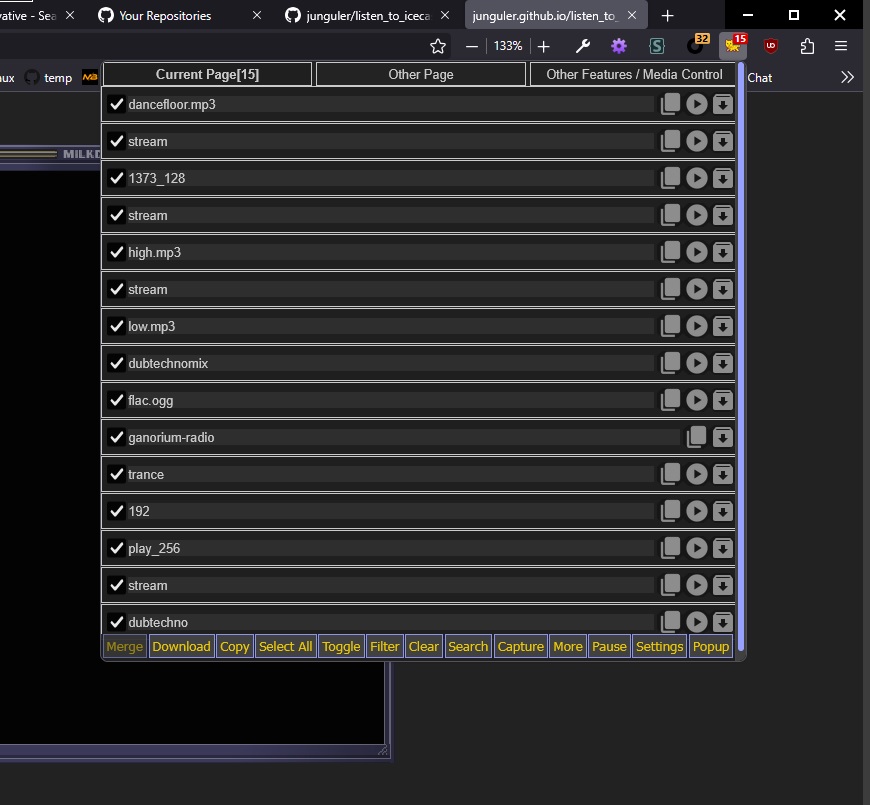 vative - Sea
Your Repositories
junguler/listen_to_iceca
junguler.github.io/listen_to_
133%
32
15
UD
ux
temp
Chat
Current Page[15]
Other Page
Other Features / Media Control
dancefloor.mp3
stream
1373_128
MILKD
stream
high.mp3
stream
low.mp3
dubtechnomix
flac.ogg
ganorium-radio
trance
192
play_256
stream
dubtechno
Merge Download Copy Select All Toggle Filter Clear Search Capture More Pause Settings Popup